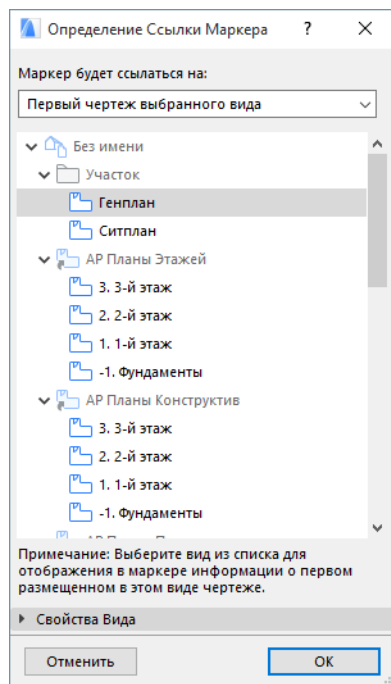 Определение Ссылки Маркера
?
Маркер будет ссылаться на:
Первый чертеж выбранного вида
Без имени
Участок
Генплан
Ситплан
АР Планы Этажей
3. 3-й этаж
2. 2-й этаж
1. 1-й этаж
-1. Фундаменты
АР Планы Конструктив
3. 3-й этаж
2. 2-й этаж
1. 1-й этаж
-1. Фундаменты
Примечание: Выберите вид из списка для
отображения в маркере информации о первом
размещенном в этом виде чертеже.
Свойства Вида
Отменить
ОК